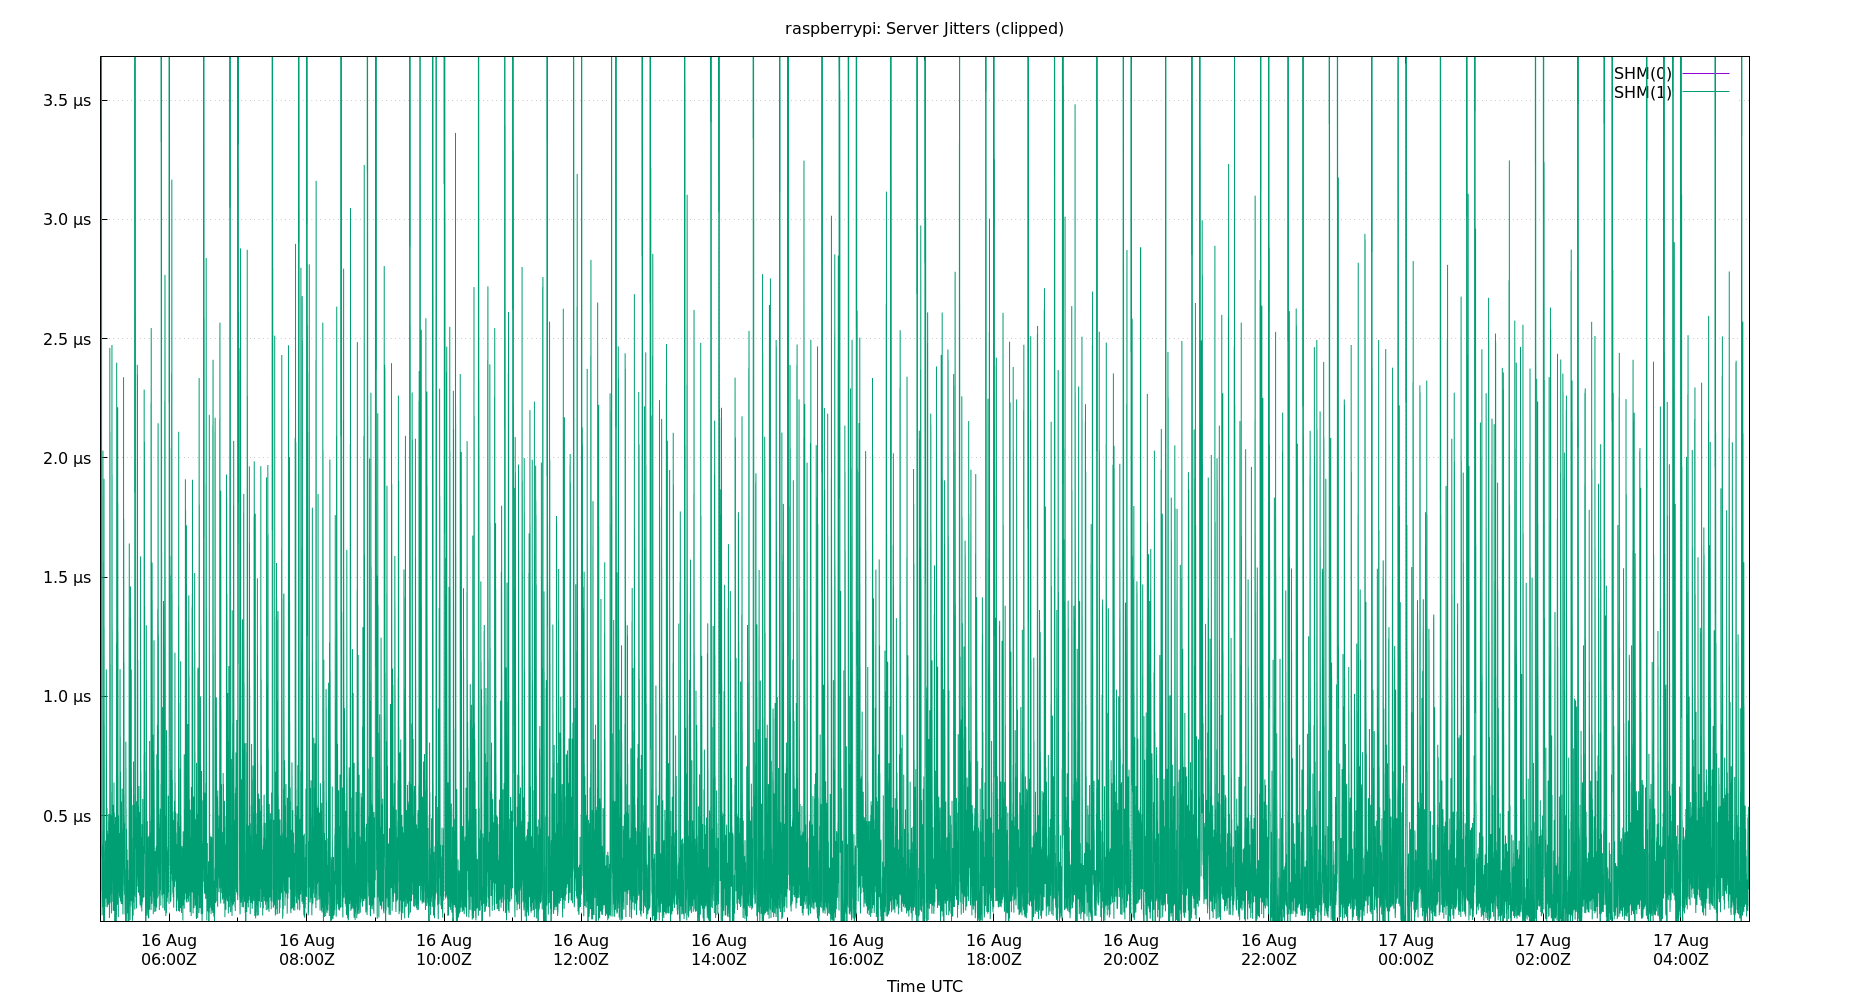 raspberrypi: Server Jitters (clipped)
SHM(0)
SHM(1)
3.5 µs
3.0 µs
2.5 µs
2.0 µs
1.5 µs
1.0 µs
0.5 µs
16 Aug 16 Aug 16 Aug 16 Aug 16 Aug 16 Aug 16 Aug 16 Aug 16 Aug 17 Aug 17 Aug 17 Aug
06:00Z 08:00Z 10:00Z 12:00Z 14:00Z 16:00Z 18:00Z 20:00Z 22:00Z 00:00Z 02:00Z 04:00Z
Time UTC